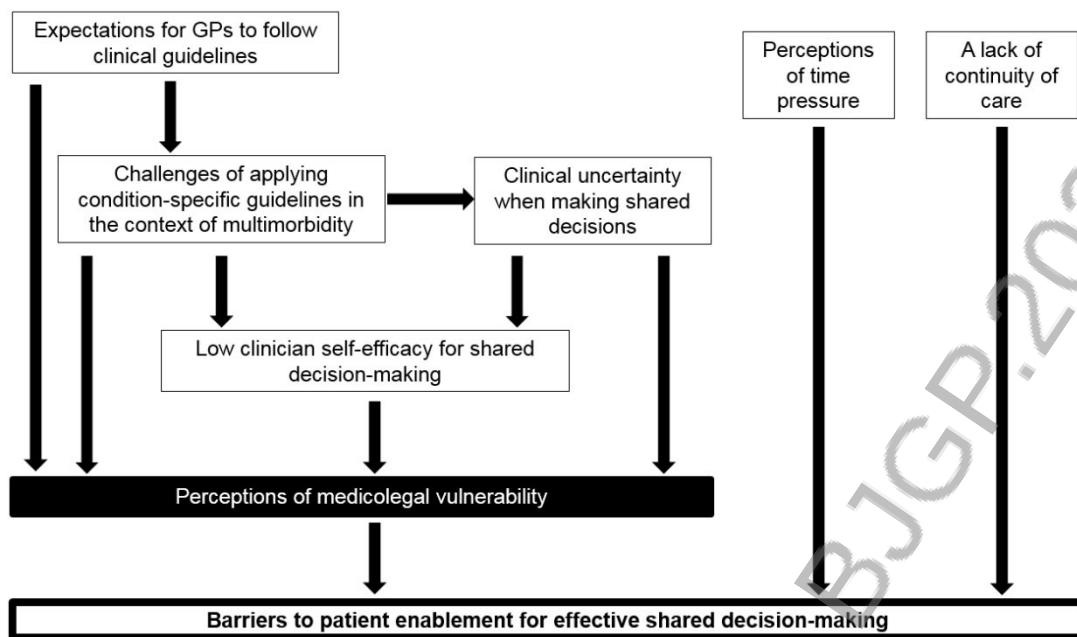 Expectations for GPs to follow
clinical guidelines
Perceptions
of time
pressure
A lack of
continuity of
care
Challenges of applying
condition-specific guidelines in
the context of multimorbidity
Clinical uncertainty
when making shared
decisions
Low clinician self-efficacy for shared
decision-making
Perceptions of medicolegal vulnerability
Barriers to patient enablement for effective shared decision-making